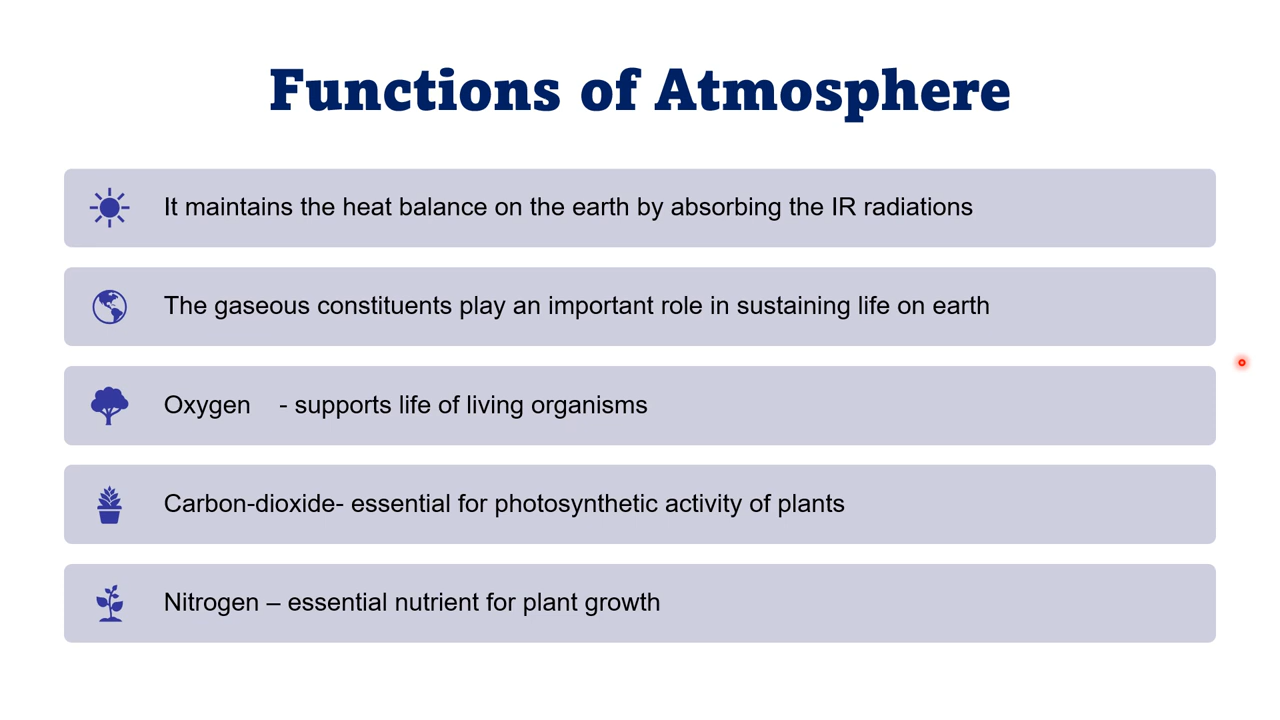 Functions of Atmosphere
It maintains the heat balance on the earth by absorbing the IR radiations
The gaseous constituents play an important role in sustaining life on earth
Oxygen - supports life of living organisms
Carbon-dioxide- essential for photosynthetic activity of plants
Nitrogen – essential nutrient for plant growth